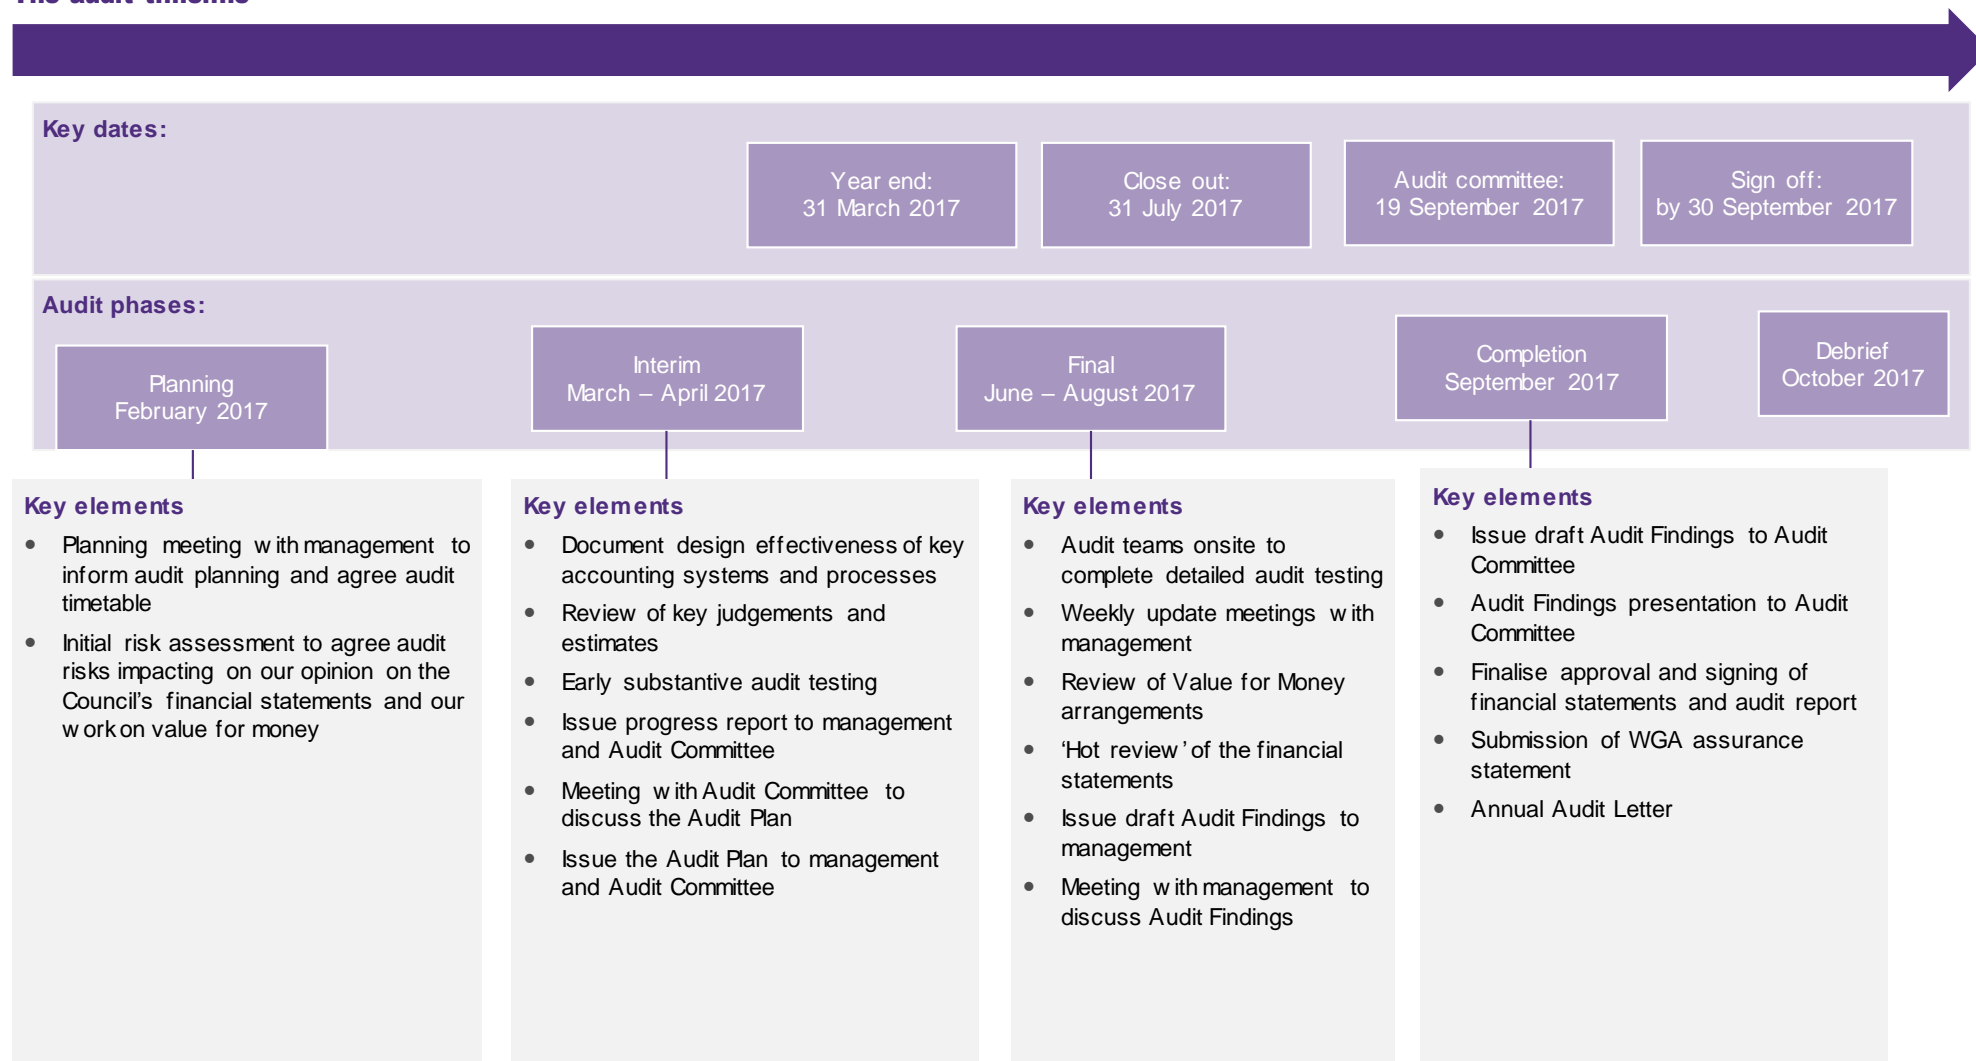 The audit timeline
Key dates:
Year end:
31 March 2017
Close out:
31 July 2017
Audit committee:
19 September 2017
Sign off:
by 30 September 2017
Audit phases:
Planning
February 2017
Interim
March – April 2017
Final
June – August 2017
Completion
September 2017
Debrief
October 2017
Key elements
• Planning meeting with management to
inform audit planning and agree audit
timetable
• Initial risk assessment to agree audit
risks impacting on our opinion on the
Council’s financial statements and our
work on value for money
Key elements
• Document design effectiveness of key
accounting systems and processes
• Review of key judgements and
estimates
• Early substantive audit testing
• Issue progress report to management
and Audit Committee
• Meeting with Audit Committee to
discuss the Audit Plan
• Issue the Audit Plan to management
and Audit Committee
Key elements
• Audit teams onsite to
complete detailed audit testing
• Weekly update meetings with
management
• Review of Value for Money
arrangements
• ‘Hot review’ of the financial
statements
• Issue draft Audit Findings to
management
• Meeting with management to
discuss Audit Findings
Key elements
• Issue draft Audit Findings to Audit
Committee
• Audit Findings presentation to Audit
Committee
• Finalise approval and signing of
financial statements and audit report
• Submission of WGA assurance
statement
• Annual Audit Letter